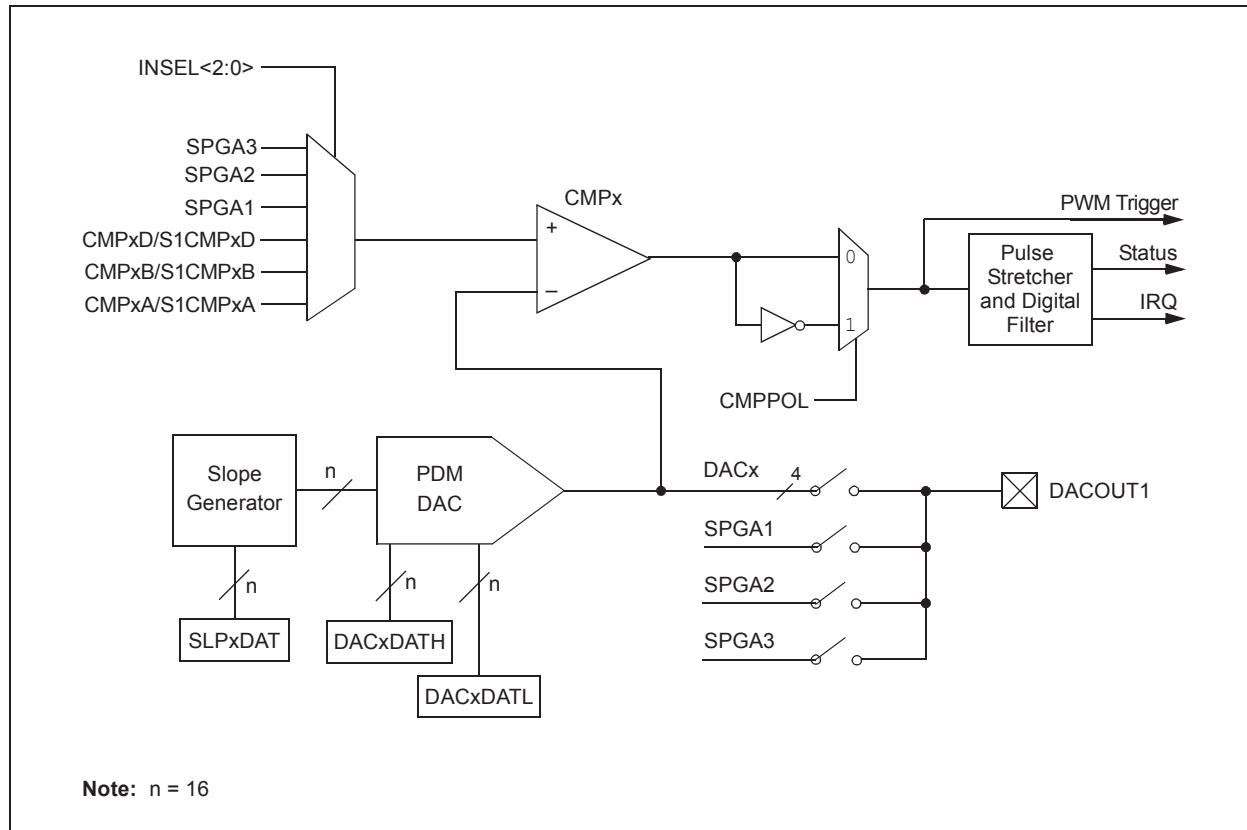 INSEL<2:0>
SPGA3
SPGA2
SPGA1
CMPxD/S1CMPxD
CMPxB/S1CMPxB
CMPxA/S1CMPxA
CMPx
+
–
0
1
CMPPOL
PWM Trigger
Pulse
Stretcher
and Digital
Filter
Status
IRQ
Slope
Generator
n
PDM
DAC
n
n
n
SLPxDAT
DACxDATH
DACxDATL
DACx
4
SPGA1
SPGA2
SPGA3
DACOUT1
Note: n = 16